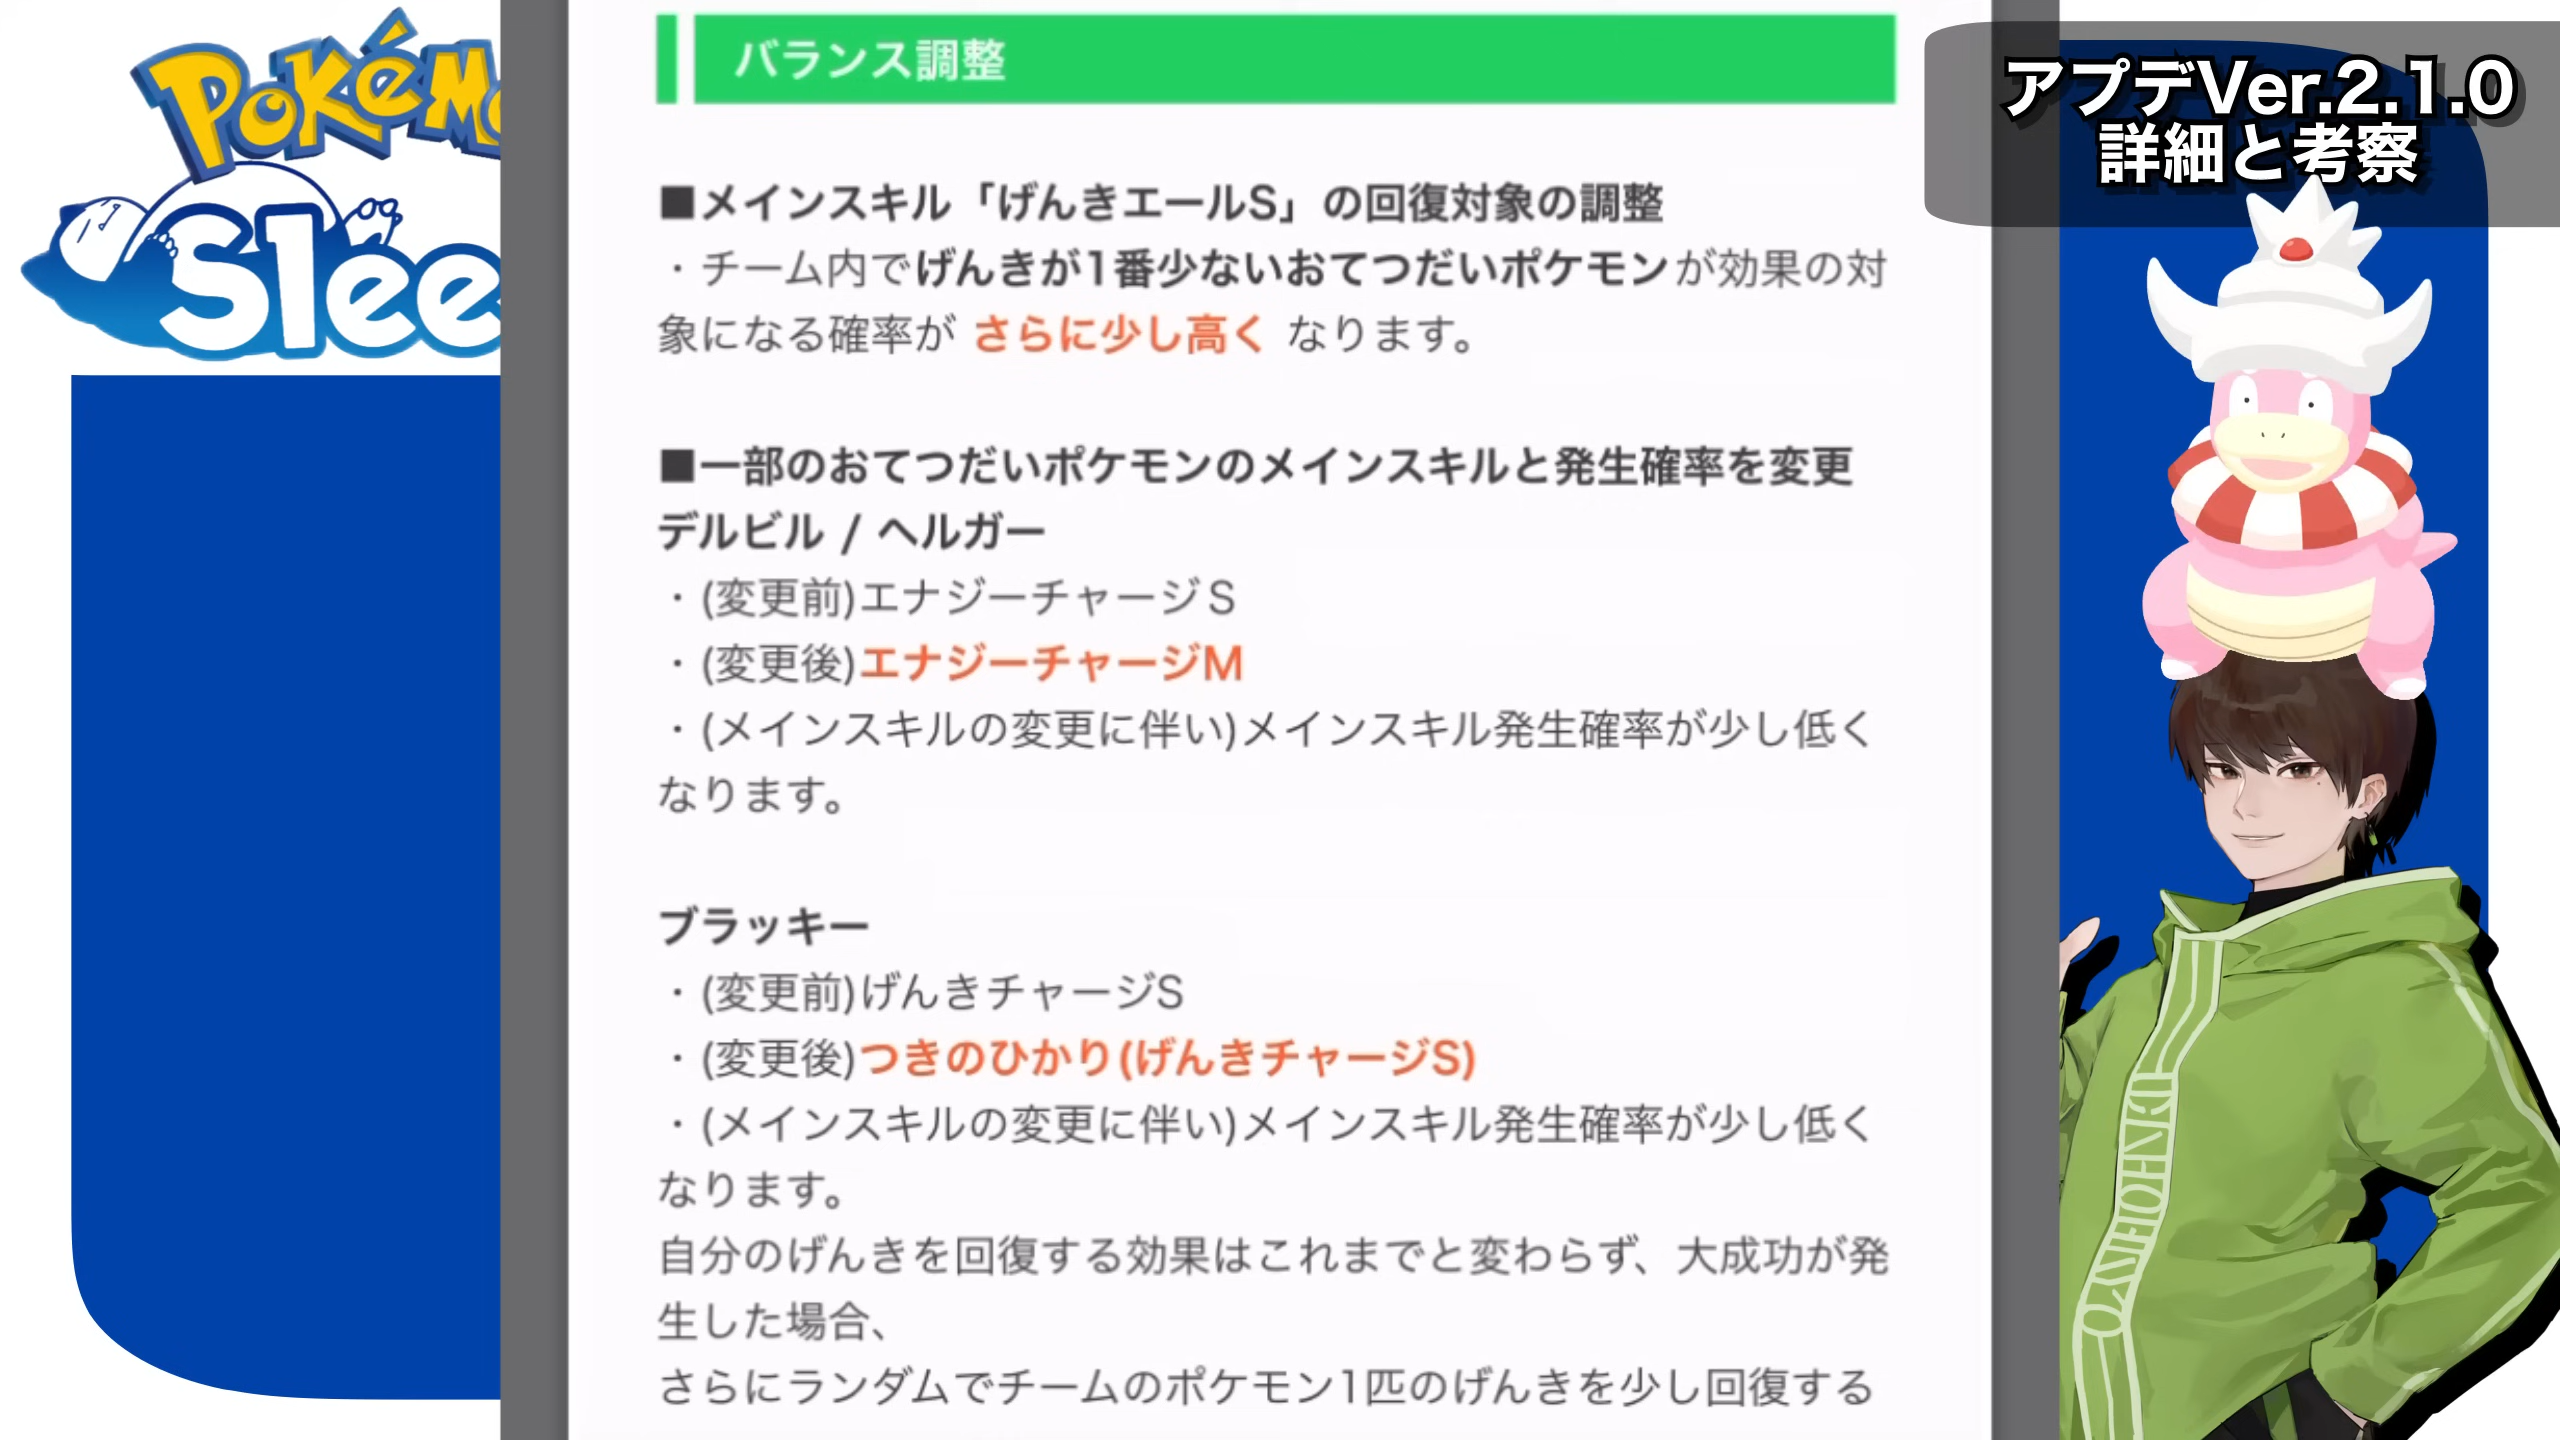 Pokém
Slee
アプデVer.2.1.0
詳細と考察
バランス調整
■メインスキル「げんきエールS」の回復対象の調整
・チーム内でげんきが1番少ないおてつだいポケモンが効果の対
象になる確率が さらに少し高く なります。
■一部のおてつだいポケモンのメインスキルと発生確率を変更
デルビル / ヘルガー
・(変更前)エナジーチャージS
・(変更後)エナジーチャージM
・(メインスキルの変更に伴い)メインスキル発生確率が少し低く
なります。
ブラッキー
・(変更前)げんきチャージS
・(変更後)つきのひかり(げんきチャージS)
・(メインスキルの変更に伴い)メインスキル発生確率が少し低く
なります。
自分のげんきを回復する効果はこれまでと変わらず、大成功が発
生した場合、
さらにランダムでチームのポケモン1匹のげんきを少し回復する